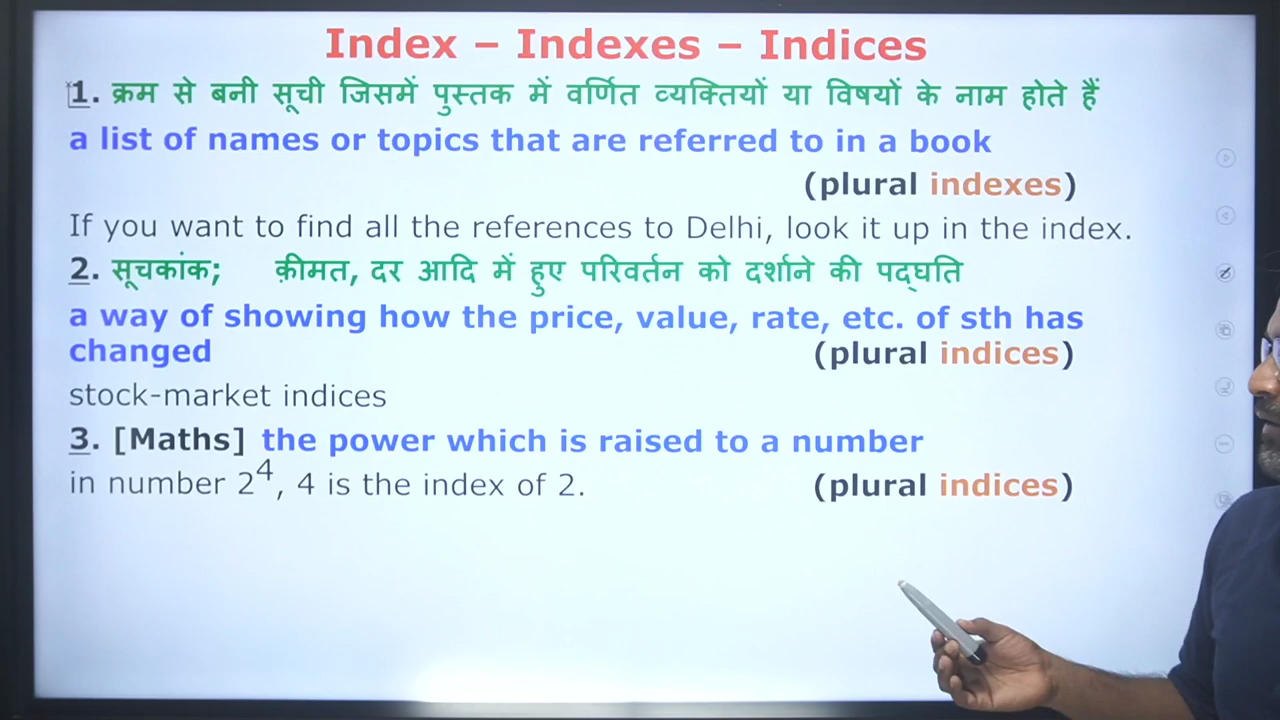 Index – Indexes – Indices
1. क्रम से बनी सूची जिसमें पुस्तक में वर्णित व्यक्तियों या विषयों के नाम होते हैं
a list of names or topics that are referred to in a book
(plural indexes)
If you want to find all the references to Delhi, look it up in the index.
2. सूचकांक; क़ीमत, दर आदि में हुए परिवर्तन को दर्शाने की पद्घति
a way of showing how the price, value, rate, etc. of sth has
changed (plural indices)
stock-market indices
3. [Maths] the power which is raised to a number
in number 2⁴, 4 is the index of 2. (plural indices)